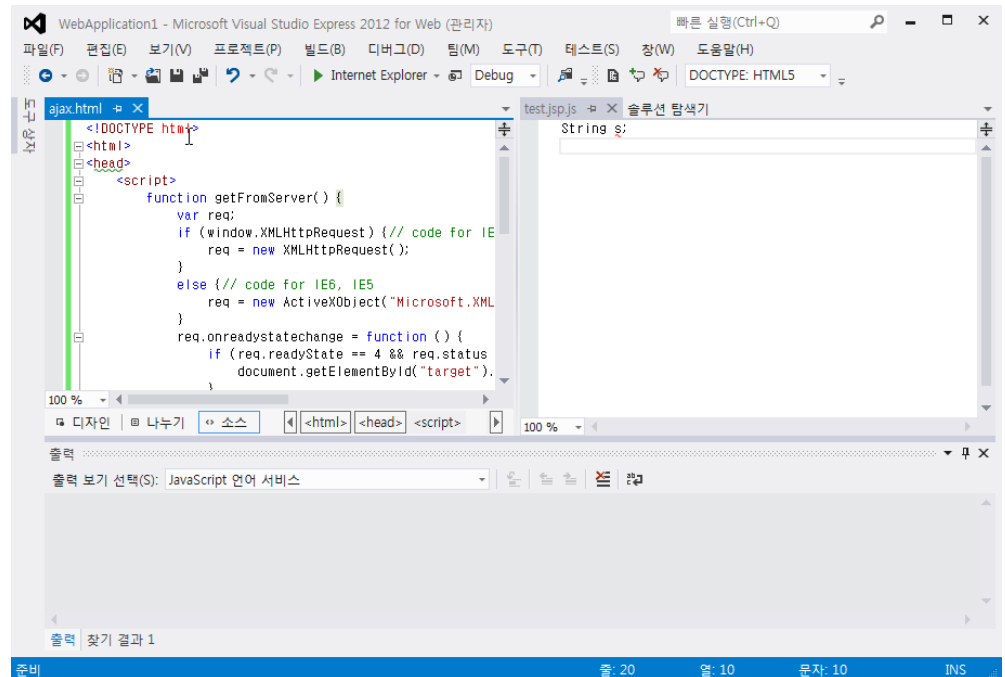 WebApplication1 - Microsoft Visual Studio Express 2012 for Web (관리자)
빠른 실행(Ctrl+Q)
파일(F) 편집(E) 보기(V) 프로젝트(P) 빌드(B) 디버그(D) 팀(M) 도구(T) 테스트(S) 창(W) 도움말(H)
Internet Explorer Debug DOCTYPE: HTML5
도구 상자
ajax.html
<!DOCTYPE html>
<html>
<head>
<script>
function getFromServer() {
var req;
if (window.XMLHttpRequest) {// code for IE
req = new XMLHttpRequest();
}
else {// code for IE6, IE5
req = new ActiveXObject("Microsoft.XML
}
req.onreadystatechange = function () {
if (req.readyState == 4 && req.status
document.getElementById("target").
}
100 %
디자인 나누기 소스 <html> <head> <script>
test.jsp.js 솔루션 탐색기
String s;
100 %
출력
출력 보기 선택(S): JavaScript 언어 서비스
출력 찾기 결과 1
준비 줄: 20 열: 10 문자: 10 INS